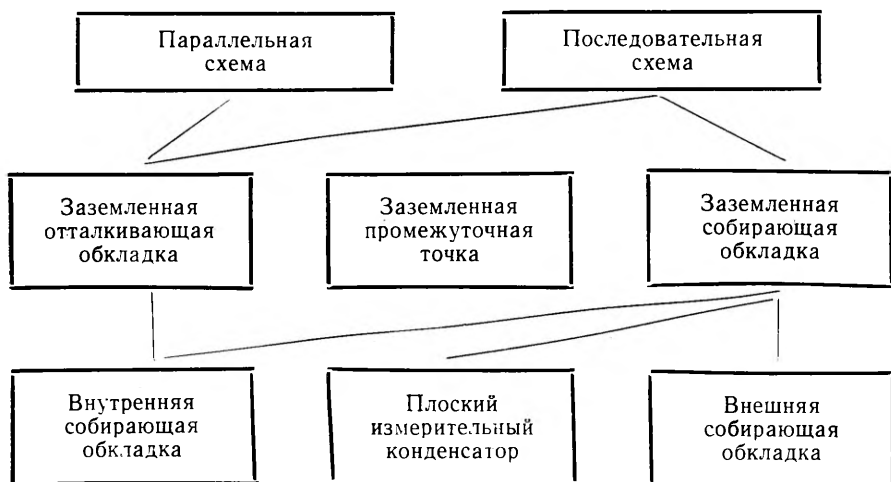 Параллельная
схема
Последовательная
схема
Заземленная
отталкивающая
обкладка
Заземленная
промежуточная
точка
Заземленная
собирающая
обкладка
Внутренняя
собирающая
обкладка
Плоский
измерительный
конденсатор
Внешняя
собирающая
обкладка